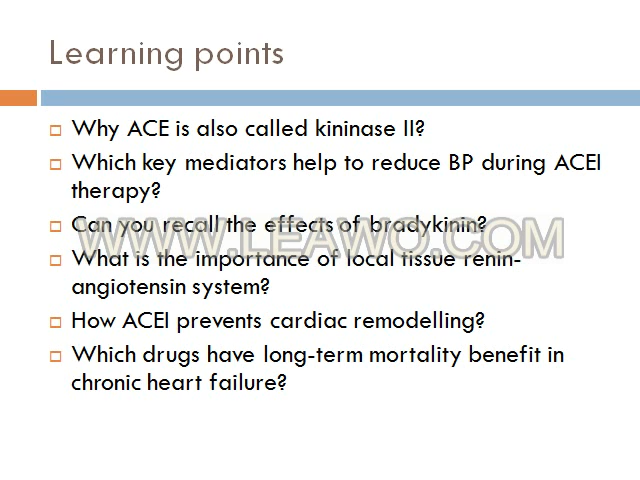 Learning points
Why ACE is also called kininase II?
Which key mediators help to reduce BP during ACEI
therapy?
Can you recall the effects of bradykinin?
WWW.LEAWO.COM
What is the importance of local tissue renin-
angiotensin system?
How ACEI prevents cardiac remodelling?
Which drugs have long-term mortality benefit in
chronic heart failure?